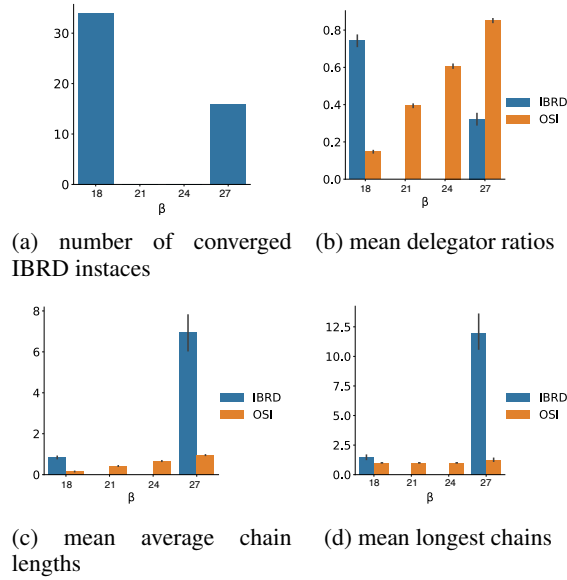 30
20
10
0
18 21 24 27
β
0.8
0.6
0.4
0.2
0.0
18 21 24 27
β
IBRD
OSI
(a) number of converged
IBRD instaces
(b) mean delegator ratios
8
6
4
2
0
18 21 24 27
β
IBRD
OSI
12.5
10.0
7.5
5.0
2.5
0.0
18 21 24 27
β
IBRD
OSI
(c) mean average chain
lengths
(d) mean longest chains